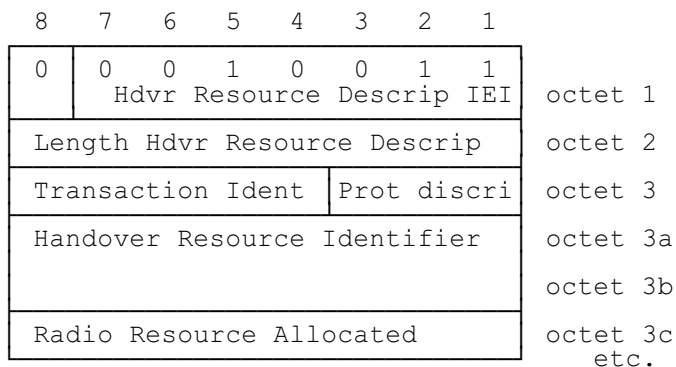 8 7 6 5 4 3 2 1
0 0 0 1 0 0 1 1
Hdvr Resource Descrip IEI octet 1
Length Hdvr Resource Descrip octet 2
Transaction Ident Prot discri octet 3
Handover Resource Identifier octet 3a
octet 3b
Radio Resource Allocated octet 3c
etc.